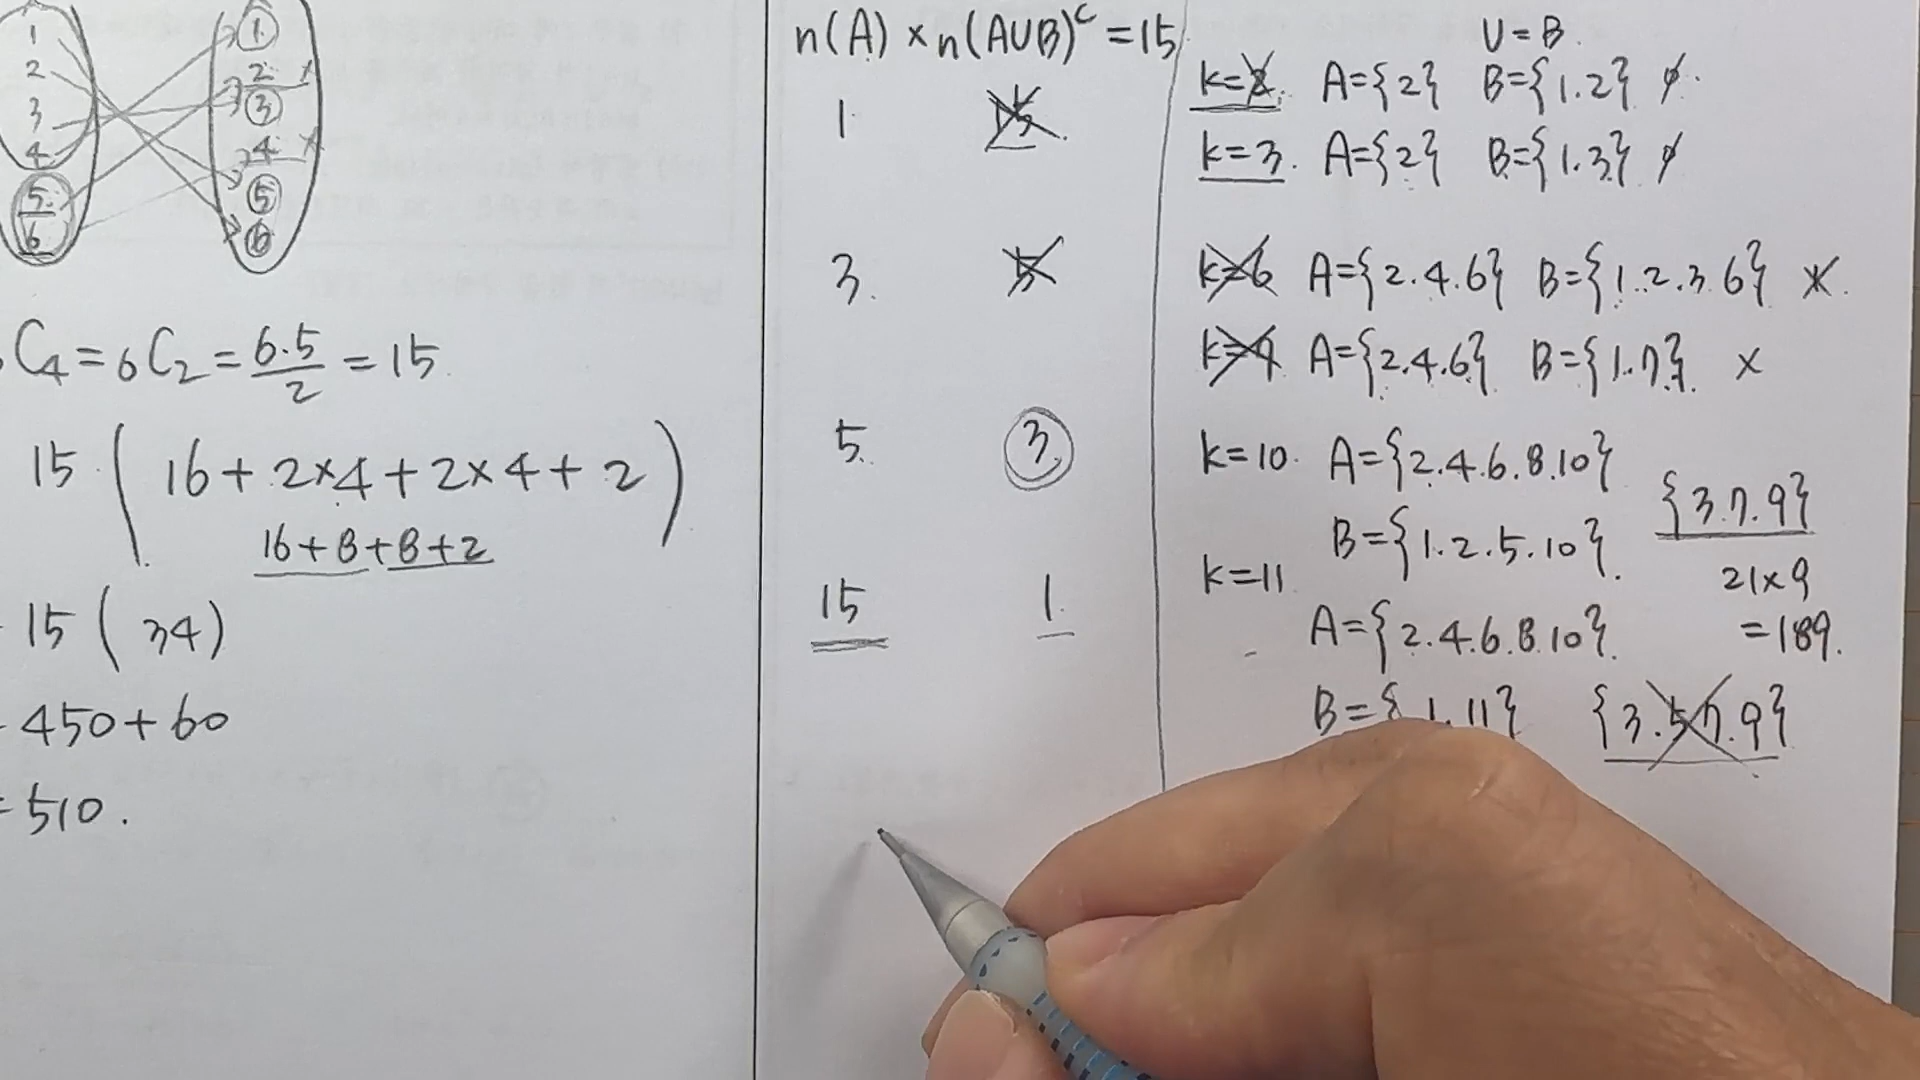 1
2
3
4
5
6
1
2 x
3
4 x
5
6
C4 = 6C2 = 6.5/2 = 15
15 ( 16 + 2×4 + 2×4 + 2 )
16+8+8+2
15 ( 34 )
450 + 60
= 510.
n(A) × n(A∪B)^c = 15
1 15
3. 5
5. 3
15 1
U = B.
k=2. A={2} B={1.2} ∅.
k=3. A={2} B={1.3} ∅
k=6 A={2.4.6} B={1.2.3.6} x.
A={2.4.6} B={1.7}. x
k=10. A={2.4.6.8.10}
B={1.2.5.10}.
{3.7.9}
21×9
=189.
k=11.
A={2.4.6.8.10}.
B={1.11} {3.5.7.9}